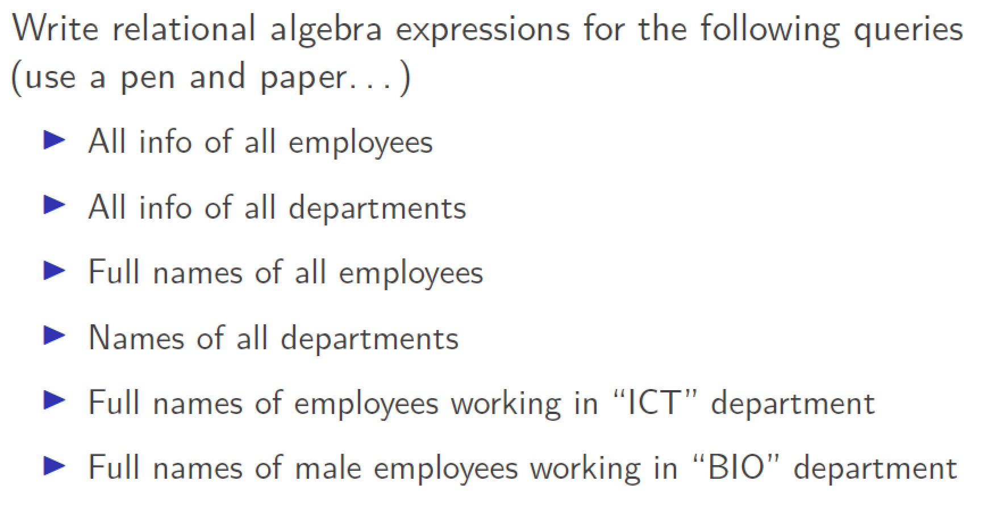 Write relational algebra expressions for the following queries
(use a pen and paper. . . )
▶ All info of all employees
▶ All info of all departments
▶ Full names of all employees
▶ Names of all departments
▶ Full names of employees working in “ICT” department
▶ Full names of male employees working in “BIO” department